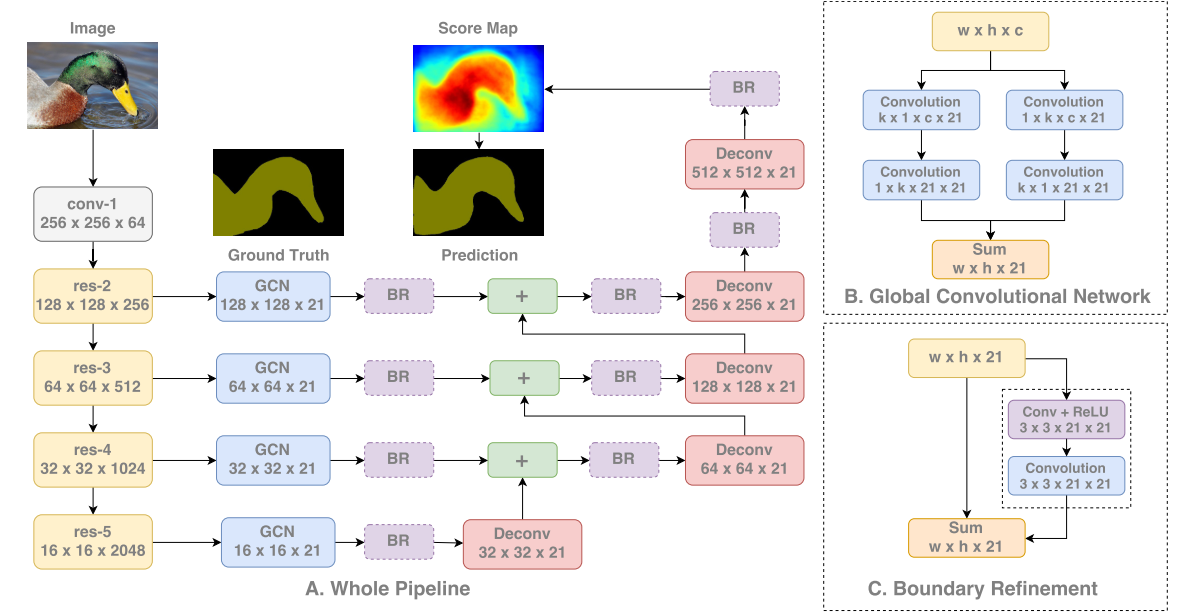 Image
Score Map
conv-1
256 x 256 x 64
Ground Truth
Prediction
res-2
128 x 128 x 256
GCN
128 x 128 x 21
BR
+
BR
Deconv
256 x 256 x 21
BR
Deconv
512 x 512 x 21
BR
res-3
64 x 64 x 512
GCN
64 x 64 x 21
BR
+
BR
Deconv
128 x 128 x 21
res-4
32 x 32 x 1024
GCN
32 x 32 x 21
BR
+
BR
Deconv
64 x 64 x 21
res-5
16 x 16 x 2048
GCN
16 x 16 x 21
BR
Deconv
32 x 32 x 21
A. Whole Pipeline
w x h x c
Convolution
k x 1 x c x 21
Convolution
1 x k x c x 21
Convolution
1 x k x 21 x 21
Convolution
k x 1 x 21 x 21
Sum
w x h x 21
B. Global Convolutional Network
w x h x 21
Conv + ReLU
3 x 3 x 21 x 21
Convolution
3 x 3 x 21 x 21
Sum
w x h x 21
C. Boundary Refinement